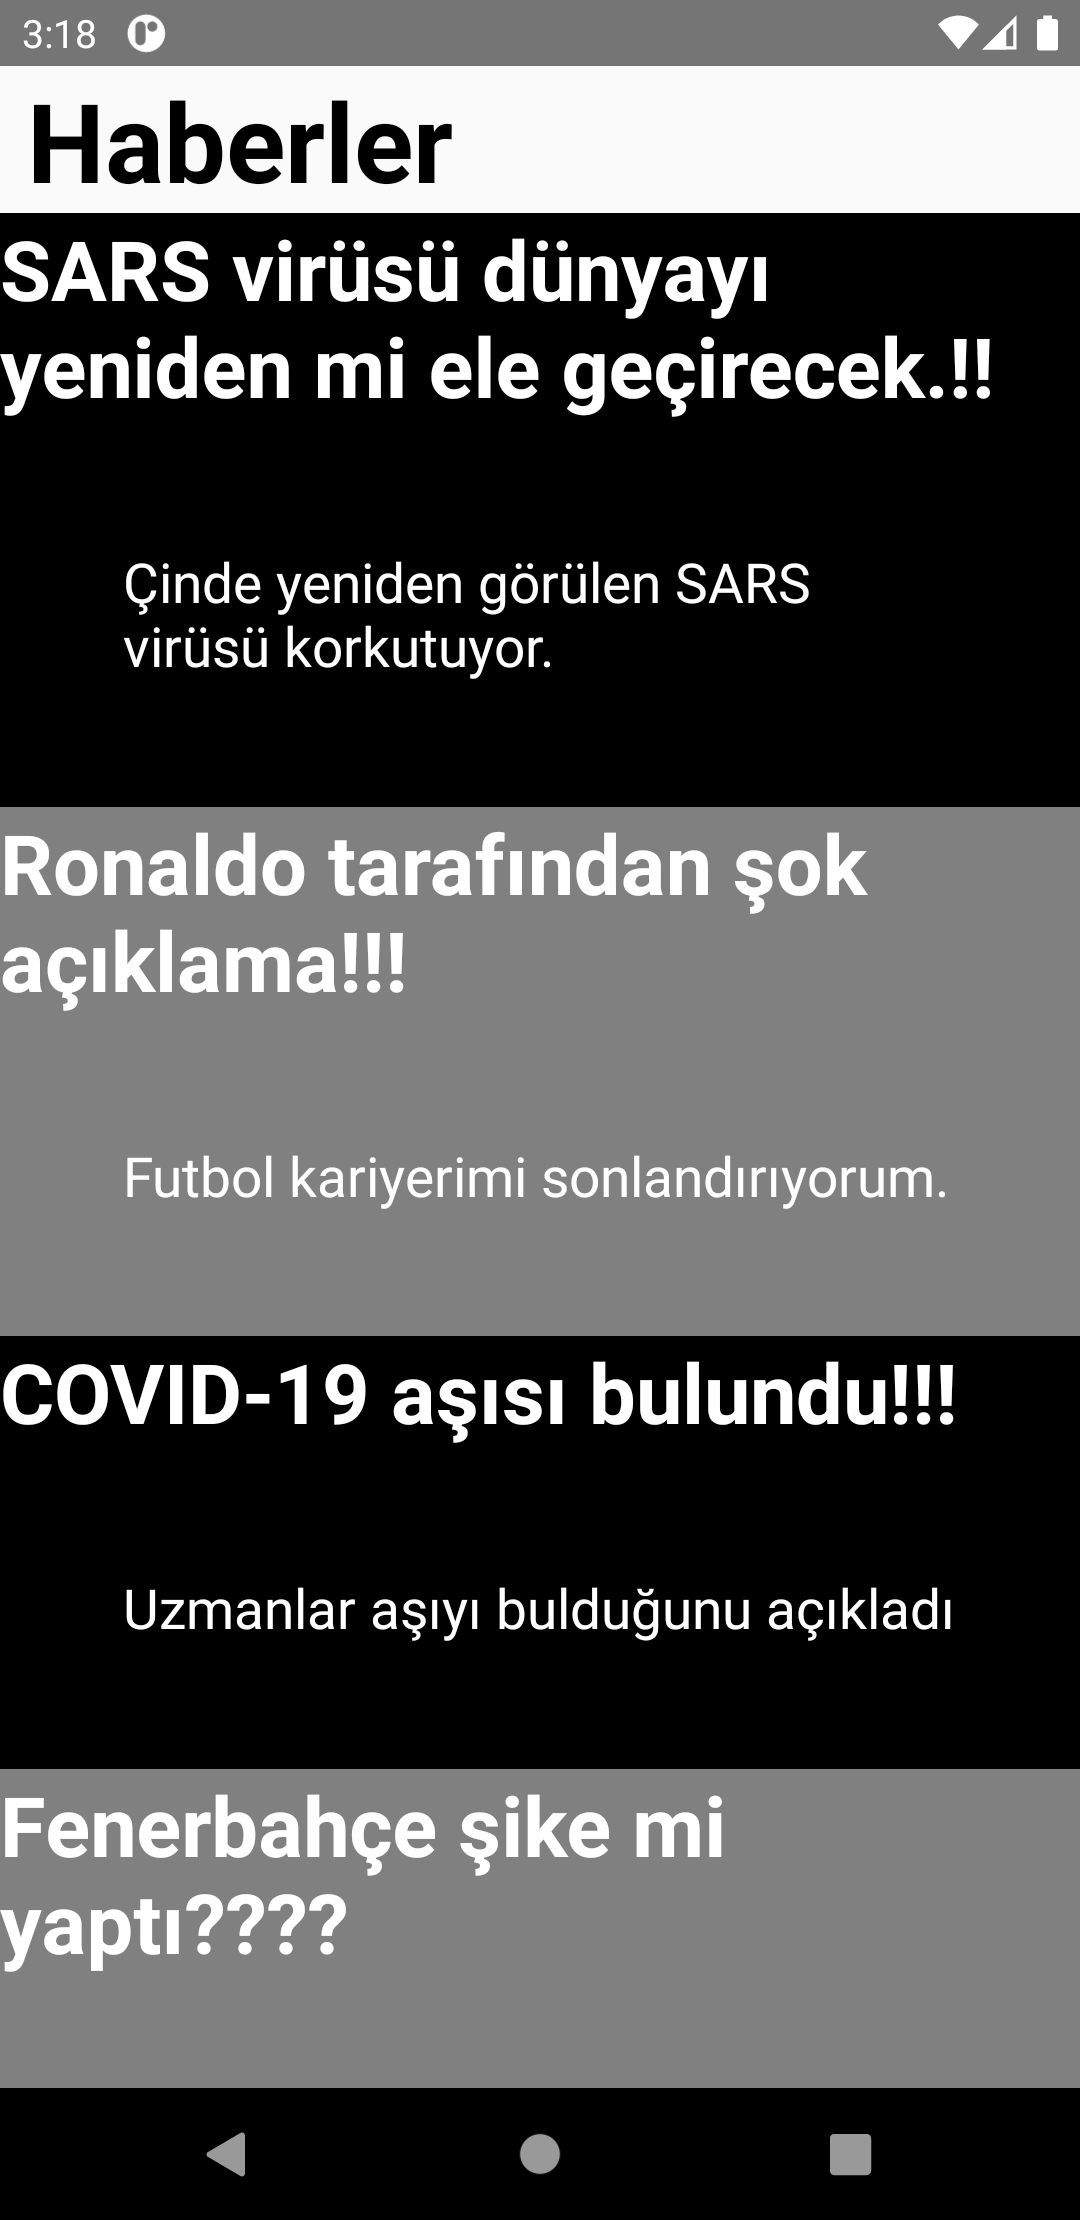 3:18
Haberler
SARS virüsü dünyayı
yeniden mi ele geçirecek.!!
Çinde yeniden görülen SARS
virüsü korkutuyor.
Ronaldo tarafından şok
açıklama!!!
Futbol kariyerimi sonlandırıyorum.
COVID-19 aşısı bulundu!!!
Uzmanlar aşıyı bulduğunu açıkladı
Fenerbahçe şike mi
yaptı????